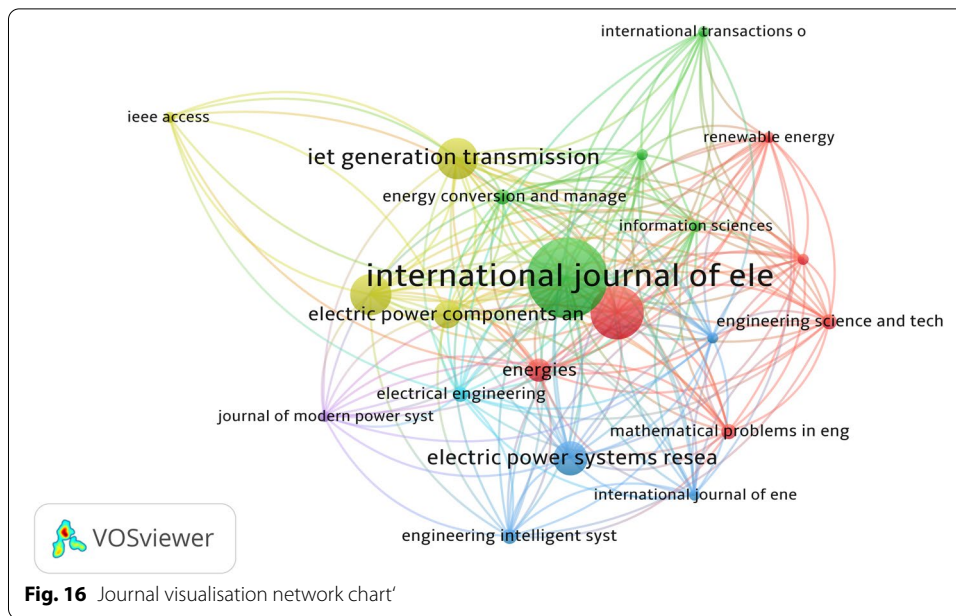 international transactions o
ieee access
renewable energy
iet generation transmission
energy conversion and manage
information sciences
international journal of ele
electric power components an
engineering science and tech
energies
electrical engineering
journal of modern power syst
mathematical problems in eng
electric power systems resea
international journal of ene
engineering intelligent syst
VOSviewer
Fig. 16 Journal visualisation network chart‘